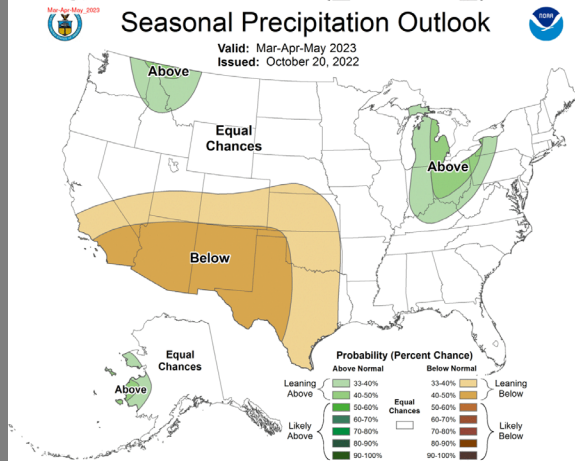 Mar-Apr-May_2023
Seasonal Precipitation Outlook
NOAA
Valid: Mar-Apr-May 2023
Issued: October 20, 2022
Above
Equal
Chances
Above
Below
Equal
Chances
Above
Probability (Percent Chance)
Above Normal
Below Normal
Leaning
Above
33-40%
40-50%
Likely
Above
50-60%
60-70%
70-80%
80-90%
90-100%
Equal
Chances
33-40%
40-50%
Leaning
Below
50-60%
60-70%
70-80%
80-90%
90-100%
Likely
Below